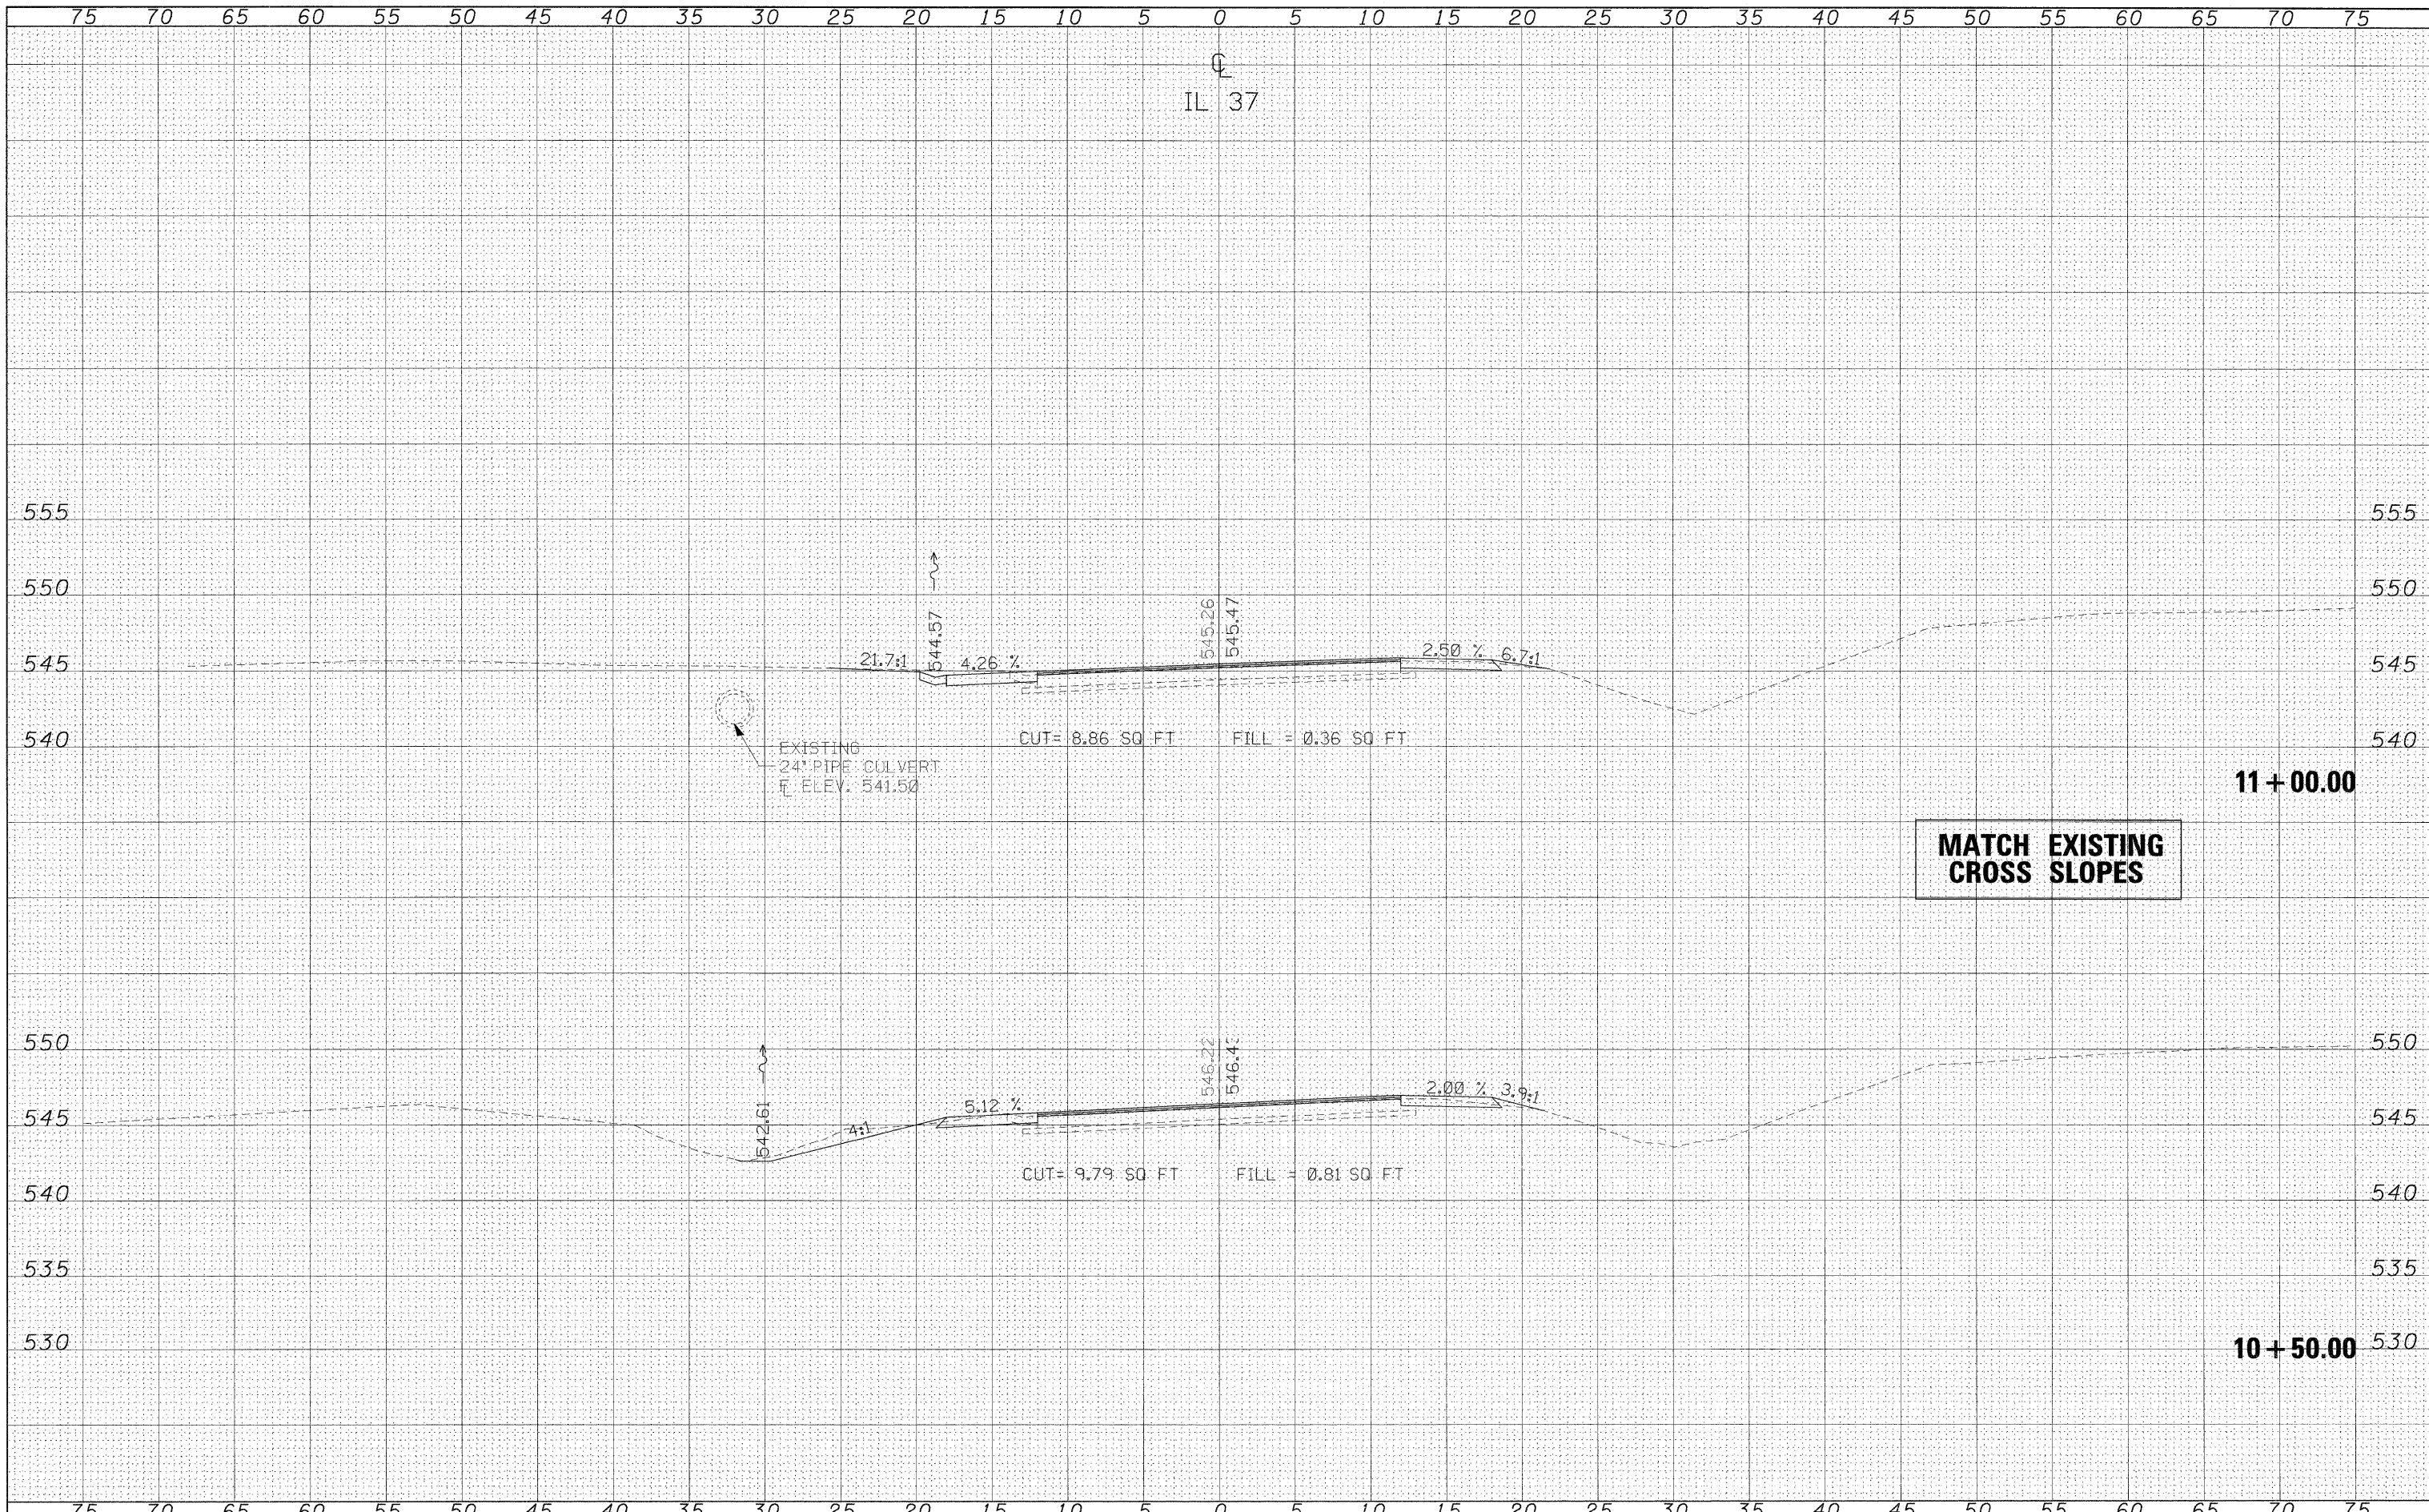 75 70 65 60 55 50 45 40 35 30 25 20 15 10 5 0 5 10 15 20 25 30 35 40 45 50 55 60 65 70 75
℄
IL 37
555 555
550 544.57 545.26 545.47 550
545 21.7:1 4.26 % 2.50 % 6.7:1 545
540 CUT= 8.86 SQ FT FILL = 0.36 SQ FT 540
EXISTING
24" PIPE CULVERT
FL ELEV. 541.50
11+00.00
MATCH EXISTING
CROSS SLOPES
550 542.61 546.22 546.43 550
545 4:1 5.12 % 2.00 % 3.9:1 545
CUT= 9.79 SQ FT FILL = 0.81 SQ FT
540 540
535 535
530 10+50.00 530
75 70 65 60 55 50 45 40 35 30 25 20 15 10 5 0 5 10 15 20 25 30 35 40 45 50 55 60 65 70 75